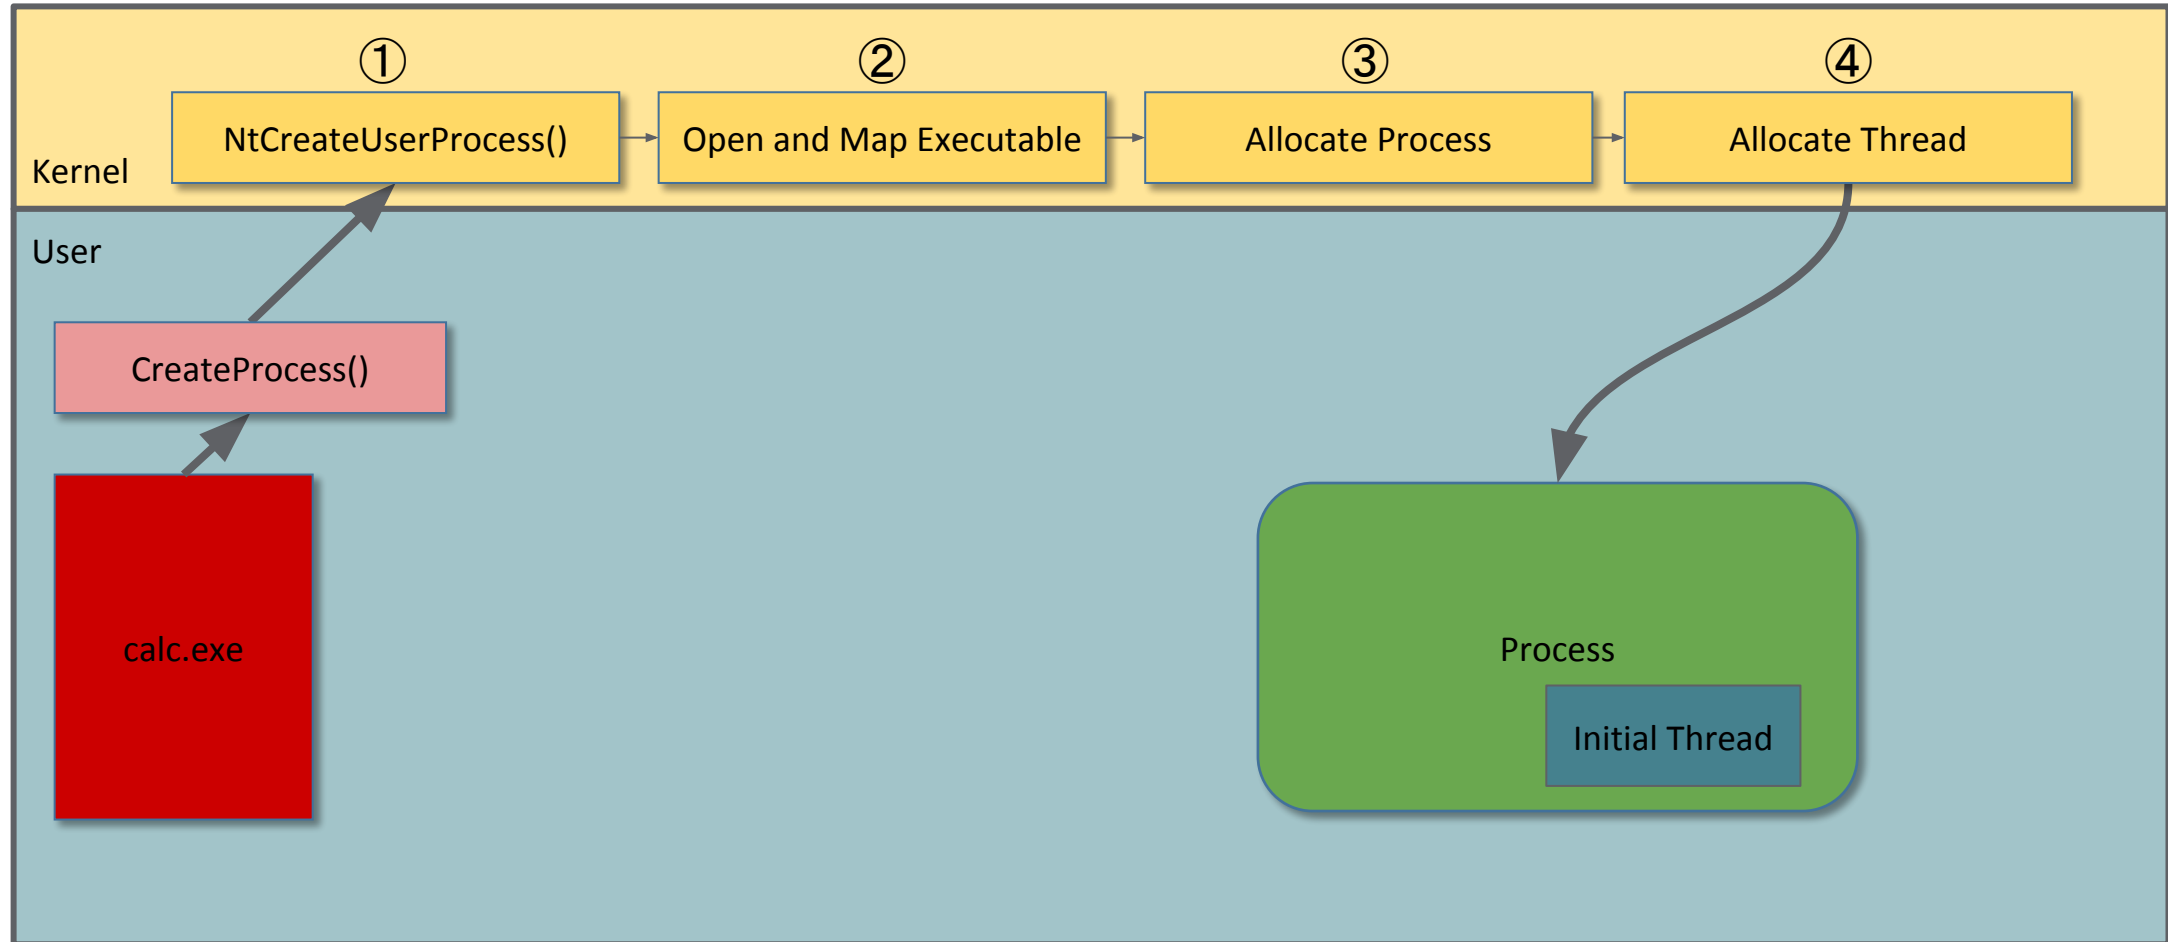 ① ② ③ ④
NtCreateUserProcess() Open and Map Executable Allocate Process Allocate Thread
Kernel
User
CreateProcess()
calc.exe
Process
Initial Thread